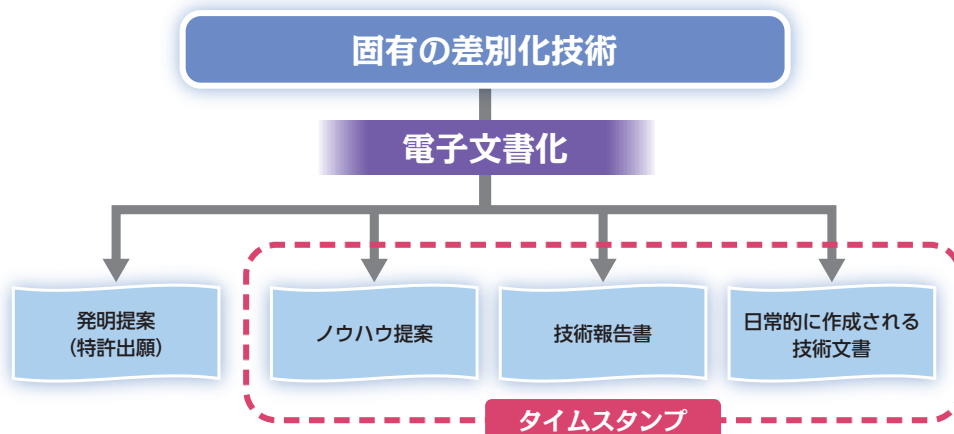 固有の差別化技術
電子文書化
発明提案
(特許出願)
ノウハウ提案
技術報告書
日常的に作成される
技術文書
タイムスタンプ